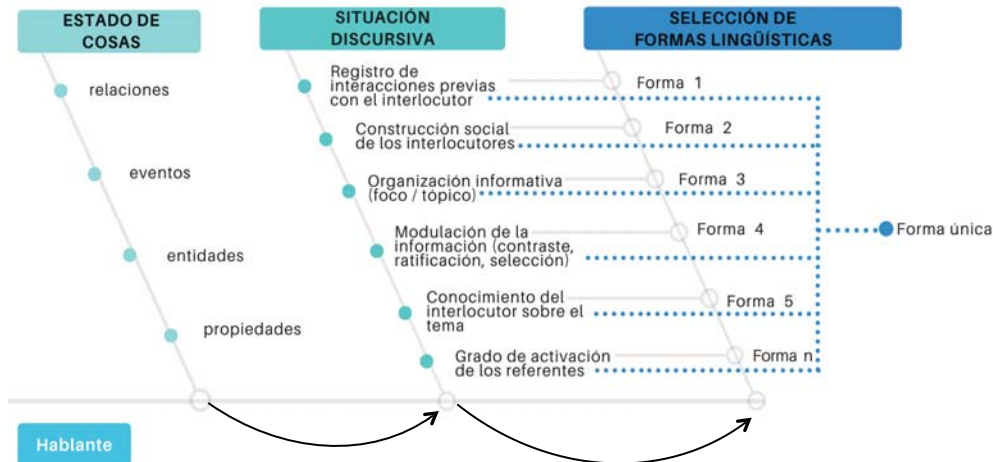 ESTADO DE
COSAS
SITUACIÓN
DISCURSIVA
SELECCIÓN DE
FORMAS LINGÜÍSTICAS
relaciones
eventos
entidades
propiedades
Registro de
interacciones previas
con el interlocutor
Construcción social
de los interlocutores
Organización informativa
(foco / tópico)
Modulación de la
información (contraste,
ratificación, selección)
Conocimiento del
interlocutor sobre el
tema
Grado de activación
de los referentes
Forma 1
Forma 2
Forma 3
Forma 4
Forma 5
Forma n
Forma única
Hablante